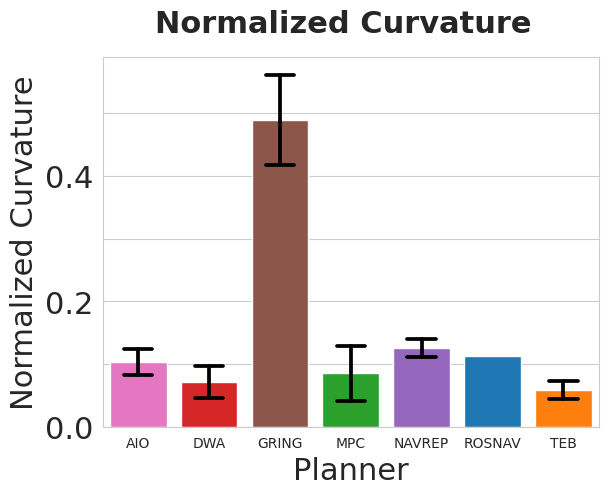 Normalized Curvature
Normalized Curvature
0.4
0.2
0.0
AIO DWA GRING MPC NAVREP ROSNAV TEB
Planner